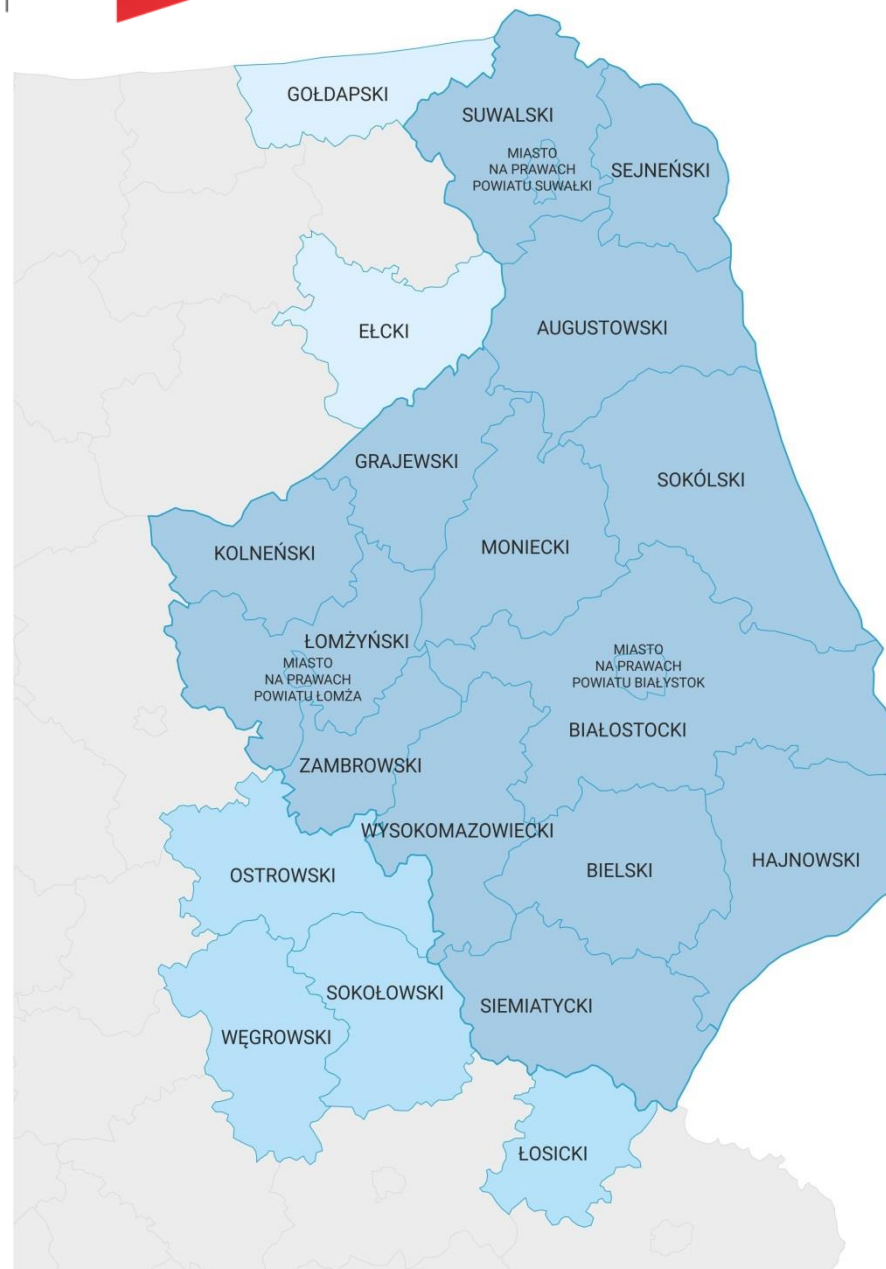 GOŁDAPSKI
SUWALSKI
MIASTO
NA PRAWACH
POWIATU SUWAŁKI
SEJNEŃSKI
EŁCKI
AUGUSTOWSKI
GRAJEWSKI
SOKÓLSKI
KOLNEŃSKI
MONIECKI
ŁOMŻYŃSKI
MIASTO
NA PRAWACH
POWIATU ŁOMŻA
MIASTO
NA PRAWACH
POWIATU BIAŁYSTOK
BIAŁOSTOCKI
ZAMBROWSKI
WYSOKOMAZOWIECKI
OSTROWSKI
BIELSKI
HAJNOWSKI
SOKOŁOWSKI
SIEMIATYCKI
WĘGROWSKI
ŁOSICKI